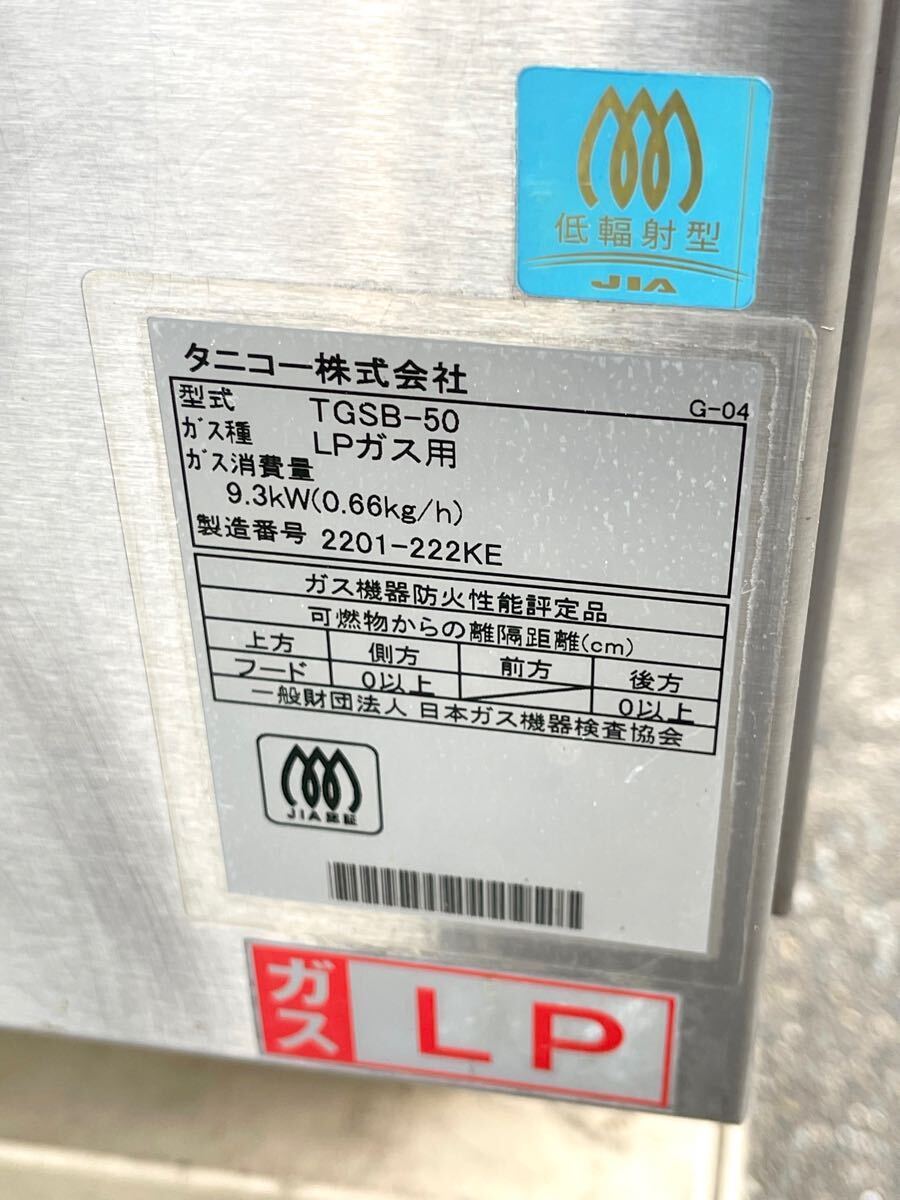 低輻射型
JIA
タニコー株式会社
G-04
型式 TGSB-50
ガス種 LPガス用
ガス消費量
9.3kW(0.66kg/h)
製造番号 2201-222KE
ガス機器防火性能評定品
可燃物からの離隔距離(cm)
上方 側方 前方 後方
フード 0以上 0以上
一般財団法人 日本ガス機器検査協会
JIA認証
ガス LP